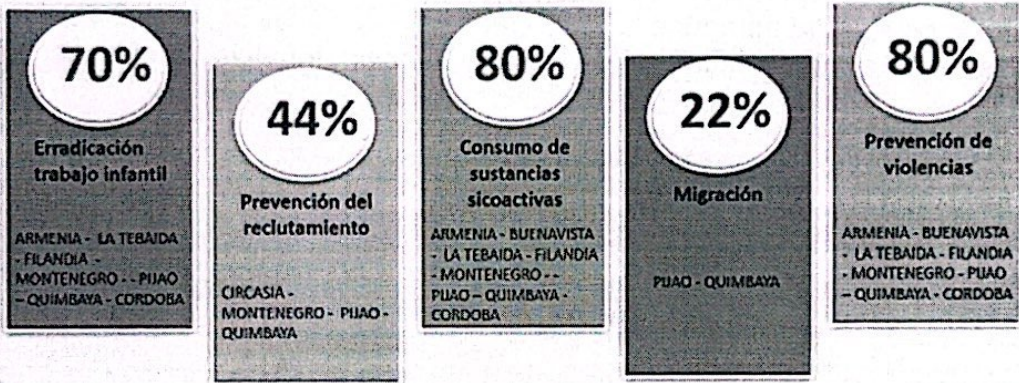 70%
Erradicación
trabajo infantil
ARMENIA - LA TEBAIDA
- FILANDIA -
MONTENEGRO - - PIJAO
– QUIMBAYA - CORDOBA
44%
Prevención del
reclutamiento
CIRCASIA -
MONTENEGRO - PIJAO -
QUIMBAYA
80%
Consumo de
sustancias
sicoactivas
ARMENIA - BUENAVISTA
- LA TEBAIDA - FILANDIA
- MONTENEGRO - -
PIJAO – QUIMBAYA -
CORDOBA
22%
Migración
PIJAO - QUIMBAYA
80%
Prevención de
violencias
ARMENIA - BUENAVISTA
- LA TEBAIDA - FILANDIA
- MONTENEGRO - PIJAO
– QUIMBAYA - CORDOBA